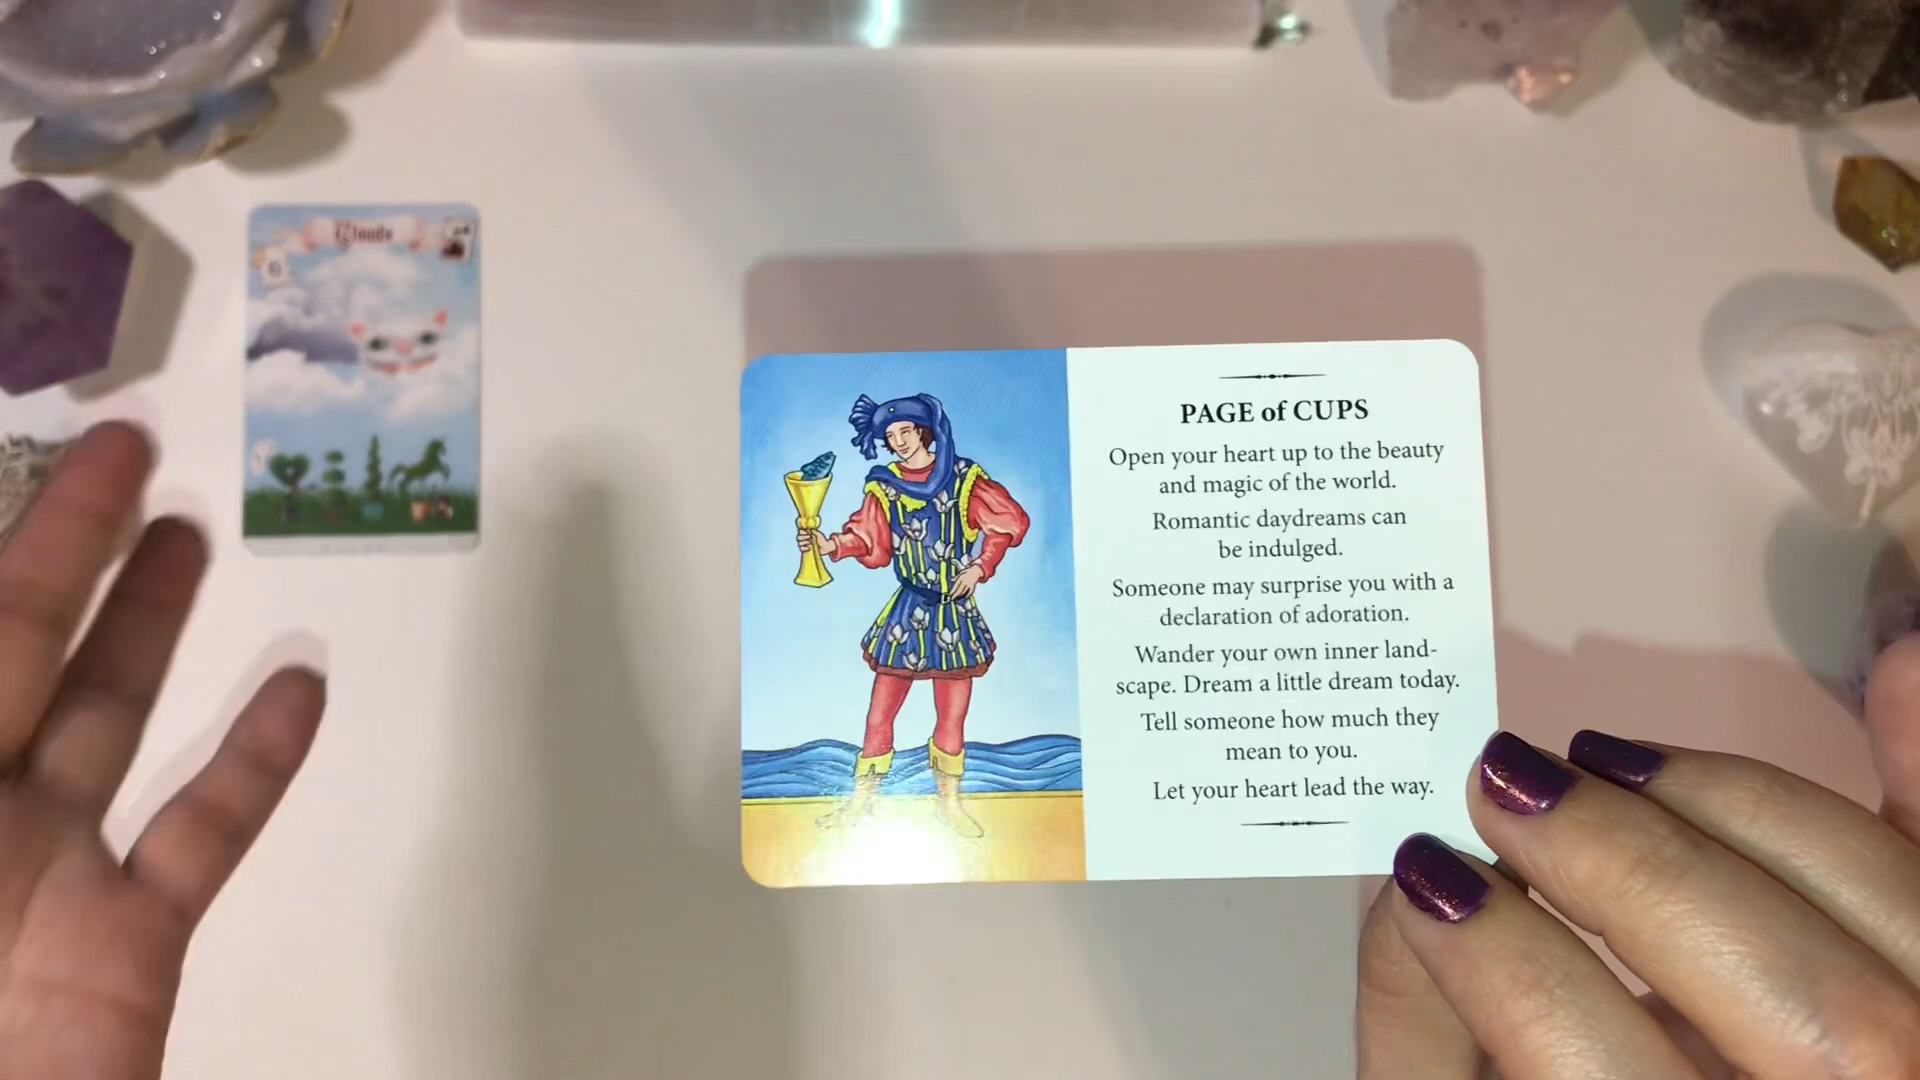 Clouds
6
PAGE of CUPS
Open your heart up to the beauty
and magic of the world.
Romantic daydreams can
be indulged.
Someone may surprise you with a
declaration of adoration.
Wander your own inner land-
scape. Dream a little dream today.
Tell someone how much they
mean to you.
Let your heart lead the way.